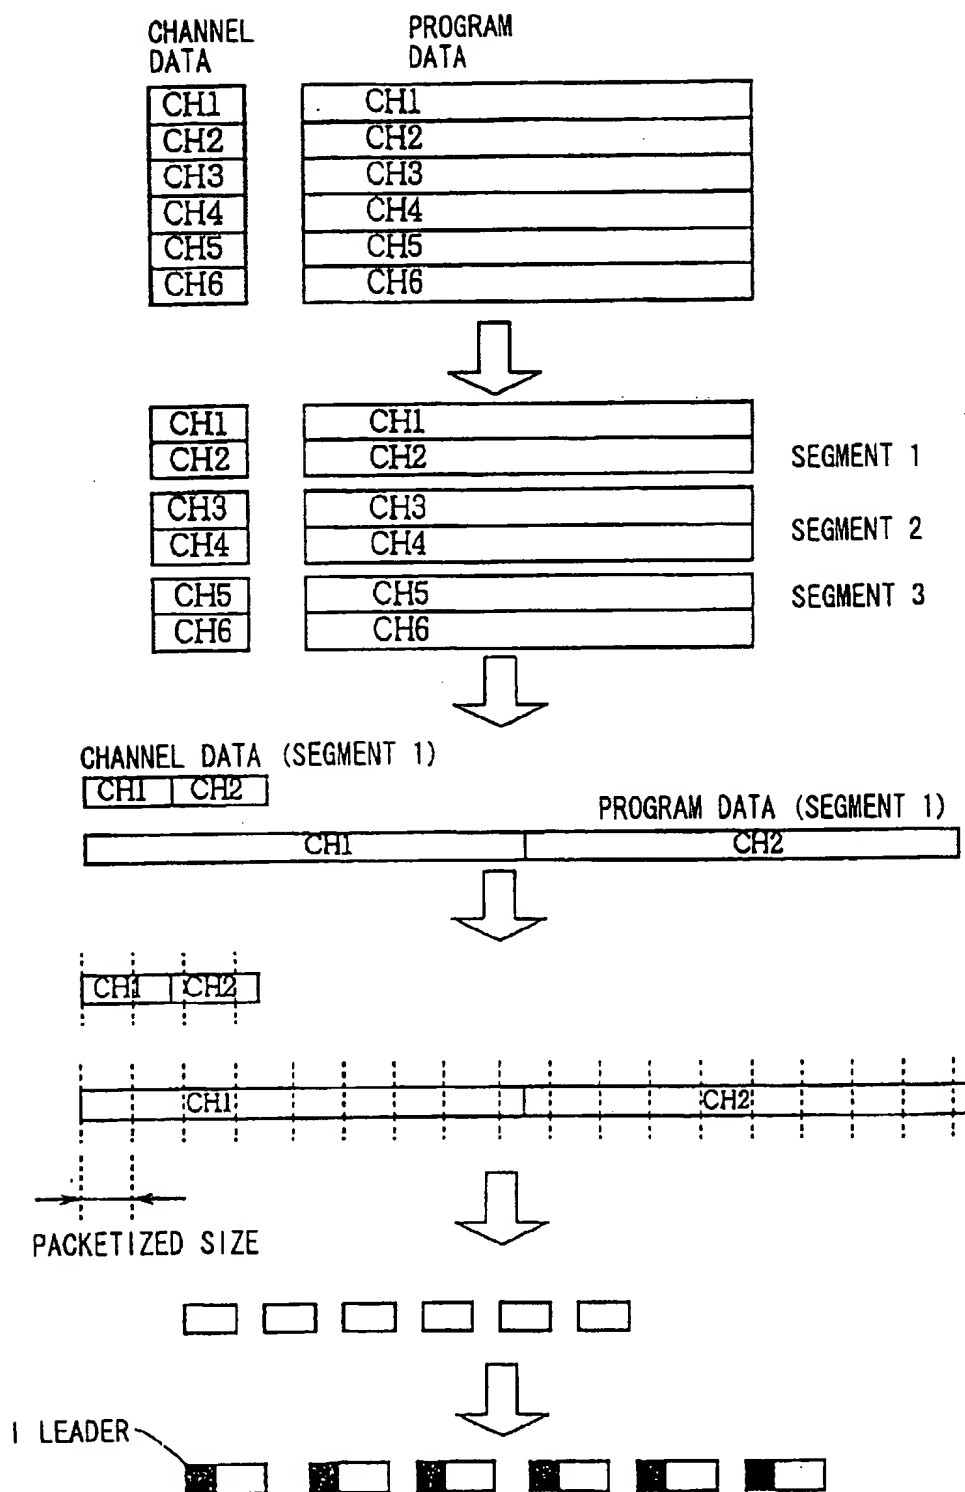 CHANNEL DATA
PROGRAM DATA
CH1 CH1
CH2 CH2
CH3 CH3
CH4 CH4
CH5 CH5
CH6 CH6
CH1 CH1
CH2 CH2 SEGMENT 1
CH3 CH3
CH4 CH4 SEGMENT 2
CH5 CH5 SEGMENT 3
CH6 CH6
CHANNEL DATA (SEGMENT 1)
CH1 CH2
PROGRAM DATA (SEGMENT 1)
CH1 CH2
CH1 CH2
CH1 CH2
PACKETIZED SIZE
I LEADER